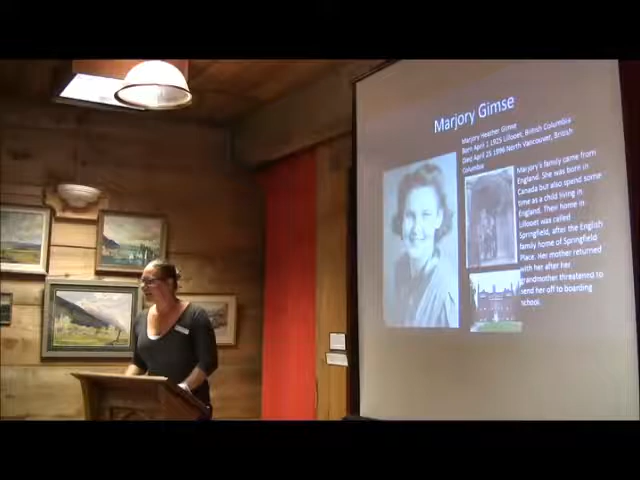 Marjory Gimse
Marjory Heather Gimse
Born April 1 1925 Lillooet, British Columbia
Died April 25 1996 North Vancouver, British
Columbia
Marjory's family came from
England. She was born in
Canada but also spend some
time as a child living in
England. Their home in
Lillooet was called
Springfield, after the English
family home of Springfield
Place. Her mother returned
with her after her
grandmother threatened to
send her off to boarding
school.